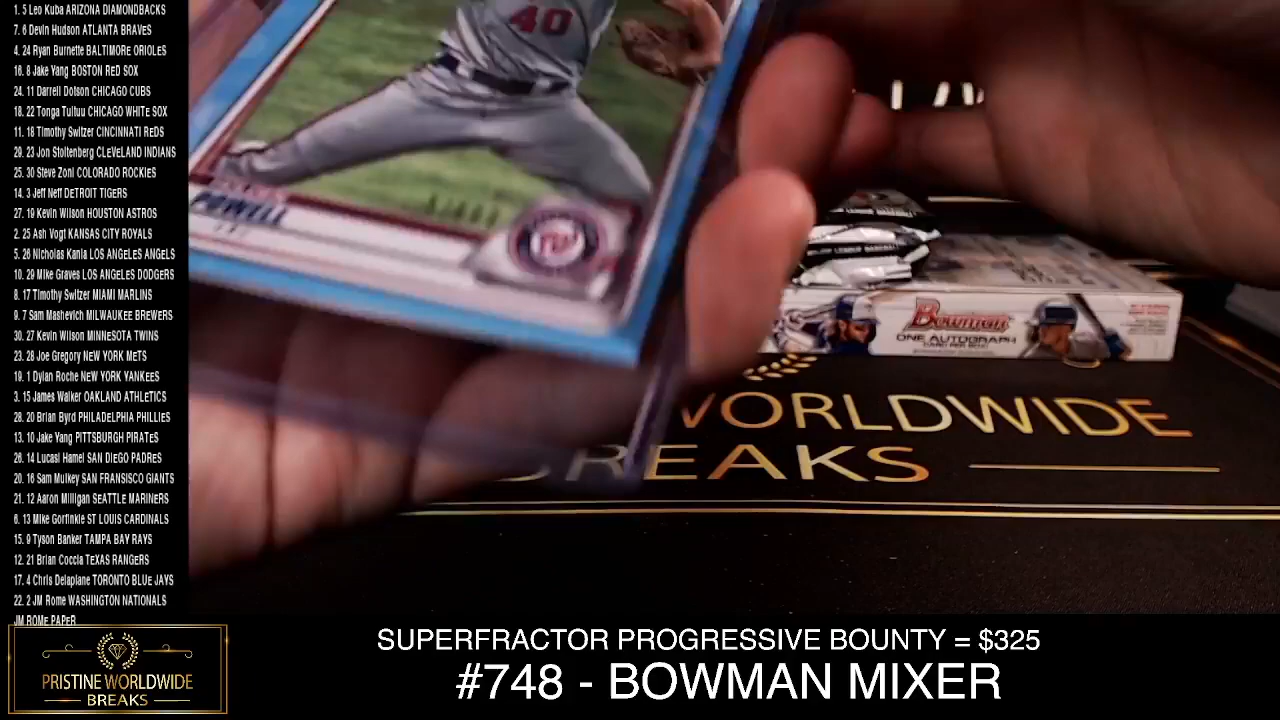 1. 5 Leo Kuba ARIZONA DIAMONDBACKS
7. 6 Devin Hudson ATLANTA BRAVES
4. 24 Ryan Burnette BALTIMORE ORIOLES
16. 8 Jake Yang BOSTON RED SOX
24. 11 Darrell Dotson CHICAGO CUBS
18. 22 Tonga Tuituu CHICAGO WHITE SOX
11. 18 Timothy Switzer CINCINNATI REDS
29. 23 Jon Stoltenberg CLEVELAND INDIANS
25. 30 Steve Zoni COLORADO ROCKIES
14. 3 Jeff Neff DETROIT TIGERS
27. 19 Kevin Wilson HOUSTON ASTROS
2. 25 Ash Vogt KANSAS CITY ROYALS
5. 26 Nicholas Kania LOS ANGELES ANGELS
10. 29 Mike Graves LOS ANGELES DODGERS
8. 17 Timothy Switzer MIAMI MARLINS
9. 7 Sam Mashevich MILWAUKEE BREWERS
30. 27 Kevin Wilson MINNESOTA TWINS
23. 28 Joe Gregory NEW YORK METS
19. 1 Dylan Roche NEW YORK YANKEES
3. 15 James Walker OAKLAND ATHLETICS
28. 20 Brian Byrd PHILADELPHIA PHILLIES
13. 10 Jake Yang PITTSBURGH PIRATES
26. 14 Lucasi Hamel SAN DIEGO PADRES
20. 16 Sam Mulkey SAN FRANSISCO GIANTS
21. 12 Aaron Milligan SEATTLE MARINERS
6. 13 Mike Gorfinkle ST LOUIS CARDINALS
15. 9 Tyson Banker TAMPA BAY RAYS
12. 21 Brian Coccia TEXAS RANGERS
17. 4 Chris Delaplane TORONTO BLUE JAYS
22. 2 JM Rome WASHINGTON NATIONALS
JM ROME PAPER
PRISTINE WORLDWIDE
BREAKS
40
POWELL
Bowman
ONE AUTOGRAPH
CARD PER BOX!
WORLDWIDE
BREAKS
SUPERFRACTOR PROGRESSIVE BOUNTY = $325
#748 - BOWMAN MIXER